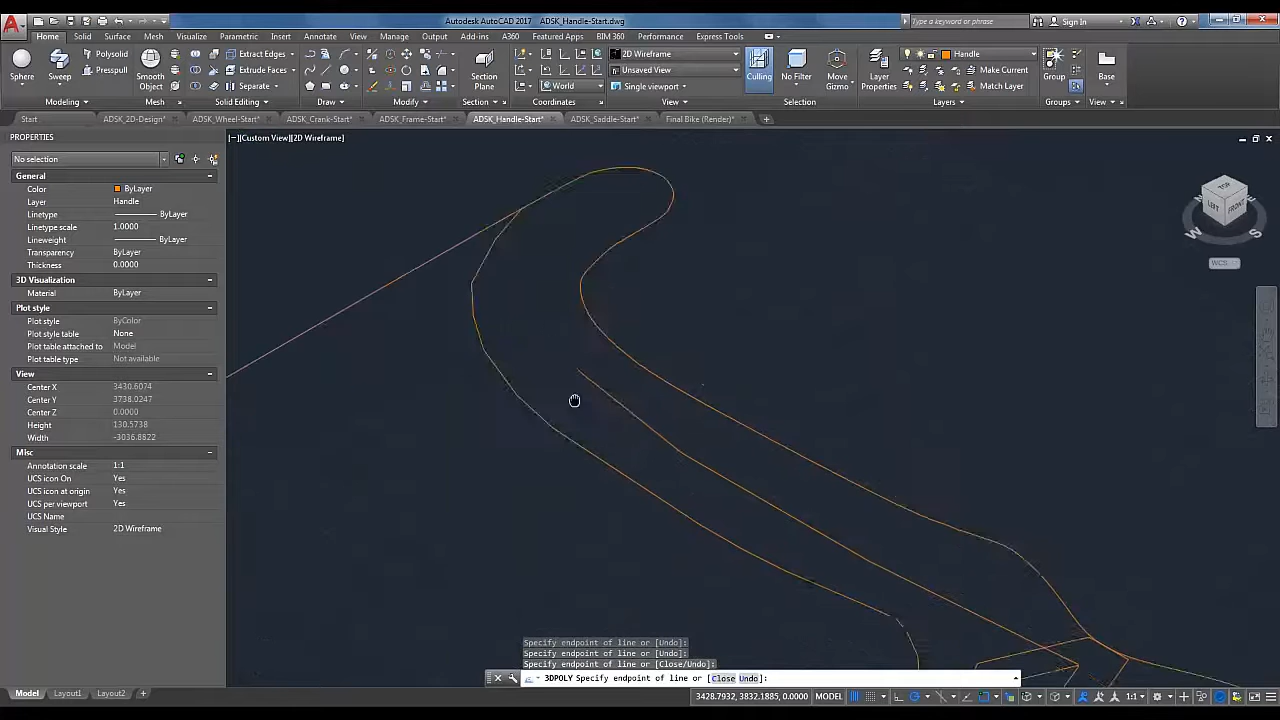 Autodesk AutoCAD 2017 ADSK_Handle-Start.dwg Type a keyword or phrase Sign In
Home Solid Surface Mesh Visualize Parametric Insert Annotate View Manage Output Add-ins A360 Featured Apps BIM 360 Performance Express Tools
Polysolid Extract Edges 2D Wireframe Handle
Sphere Sweep Presspull Smooth Object Extrude Faces Section Plane Unsaved View Culling No Filter Move Gizmo Layer Properties Make Current Group Base
Separate World Single viewport Match Layer
Modeling Mesh Solid Editing Draw Modify Section Coordinates View Selection Layers Groups View
Start ADSK_2D-Design* ADSK_Wheel-Start* ADSK_Crank-Start* ADSK_Frame-Start* ADSK_Handle-Start* ADSK_Saddle-Start* Final Bike (Render)*
PROPERTIES [−][Custom View][2D Wireframe]
No selection
General
Color ByLayer
Layer Handle
Linetype ByLayer
Linetype scale 1.0000
Lineweight ByLayer
Transparency ByLayer
Thickness 0.0000
3D Visualization
Material ByLayer
Plot style
Plot style ByColor
Plot style table None
Plot table attached to Model
Plot table type Not available
View
Center X 3430.6074
Center Y 3738.0247
Center Z 0.0000
Height 130.5738
Width -3036.8822
Misc
Annotation scale 1:1
UCS icon On Yes
UCS icon at origin Yes
UCS per viewport Yes
UCS Name
Visual Style 2D Wireframe
TOP
LEFT FRONT
W S
WCS
Specify endpoint of line or [Undo]:
Specify endpoint of line or [Undo]:
Specify endpoint of line or [Close/Undo]:
3DPOLY Specify endpoint of line or [Close Undo]:
Model Layout1 Layout2 3428.7932, 3832.1885, 0.0000 MODEL 1:1